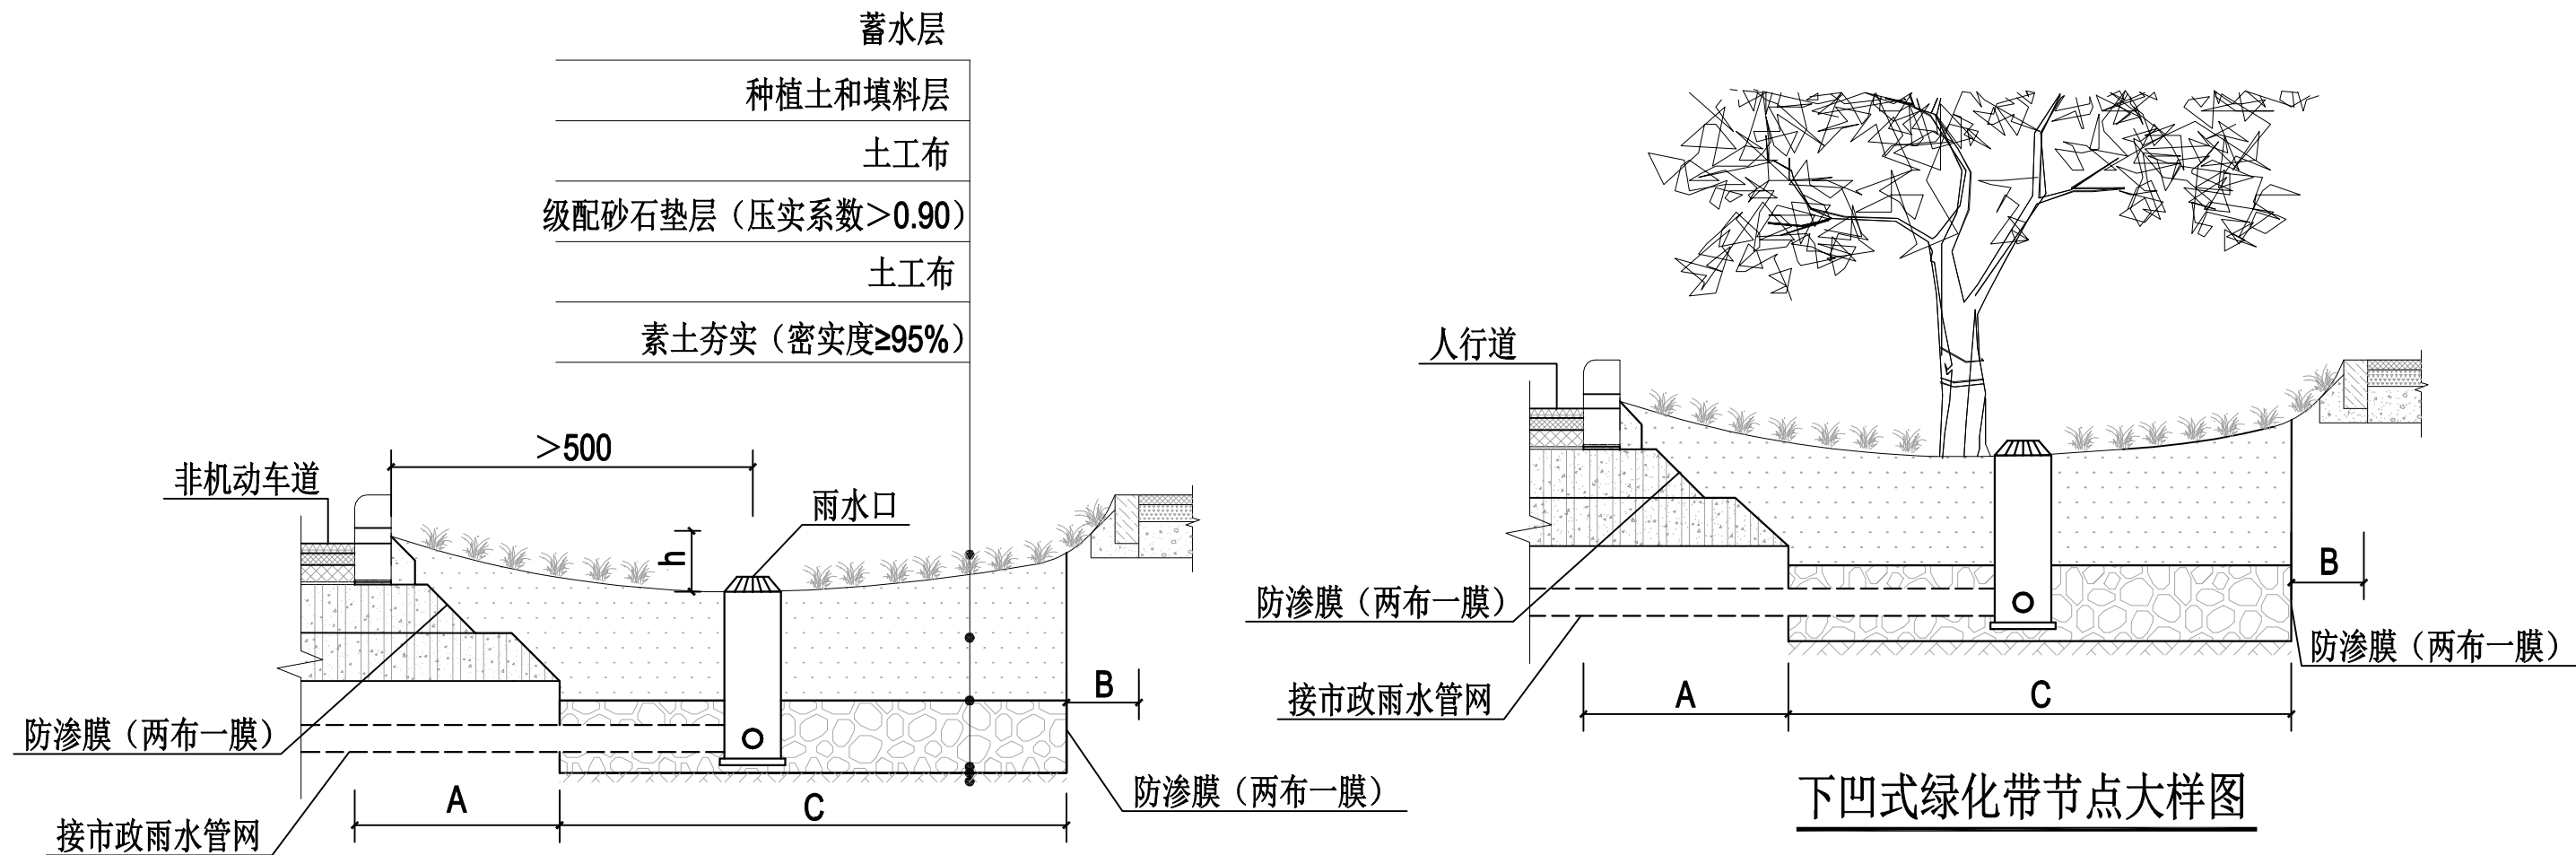 蓄水层
种植土和填料层
土工布
级配砂石垫层（压实系数＞0.90）
土工布
素土夯实（密实度≥95%）
＞500
非机动车道
雨水口
h
B
防渗膜（两布一膜）
防渗膜（两布一膜）
A
C
接市政雨水管网
人行道
防渗膜（两布一膜）
B
防渗膜（两布一膜）
接市政雨水管网
A
C
下凹式绿化带节点大样图